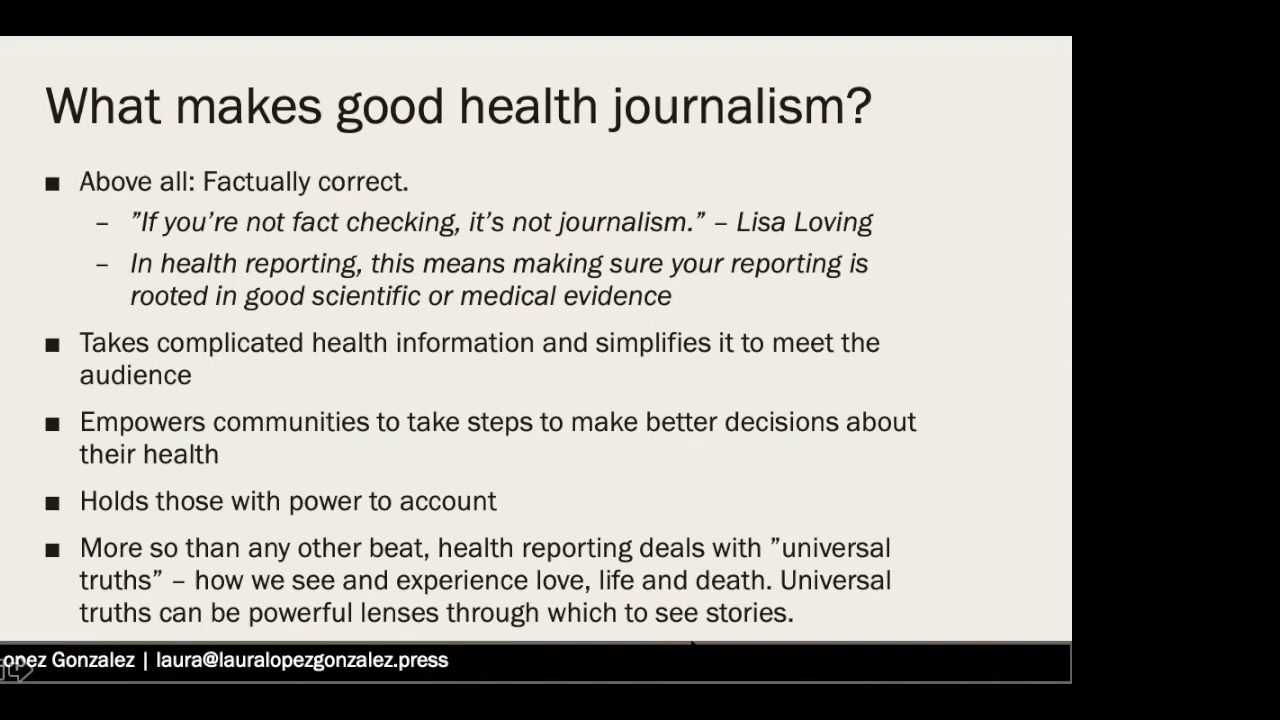 What makes good health journalism?
■ Above all: Factually correct.
– ”If you’re not fact checking, it’s not journalism.” – Lisa Loving
– In health reporting, this means making sure your reporting is
rooted in good scientific or medical evidence
■ Takes complicated health information and simplifies it to meet the
audience
■ Empowers communities to take steps to make better decisions about
their health
■ Holds those with power to account
■ More so than any other beat, health reporting deals with ”universal
truths” – how we see and experience love, life and death. Universal
truths can be powerful lenses through which to see stories.
opez Gonzalez | laura@lauralopezgonzalez.press